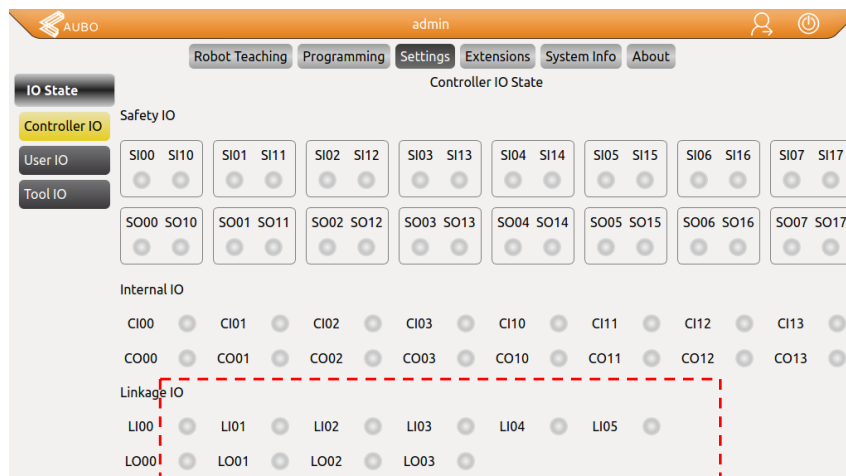 AUBO admin
Robot Teaching Programming Settings Extensions System Info About
Controller IO State
IO State
Controller IO
User IO
Tool IO
Safety IO
SI00 SI10 SI01 SI11 SI02 SI12 SI03 SI13 SI04 SI14 SI05 SI15 SI06 SI16 SI07 SI17
SO00 SO10 SO01 SO11 SO02 SO12 SO03 SO13 SO04 SO14 SO05 SO15 SO06 SO16 SO07 SO17
Internal IO
CI00 CI01 CI02 CI03 CI10 CI11 CI12 CI13
CO00 CO01 CO02 CO03 CO10 CO11 CO12 CO13
Linkage IO
LI00 LI01 LI02 LI03 LI04 LI05
LO00 LO01 LO02 LO03